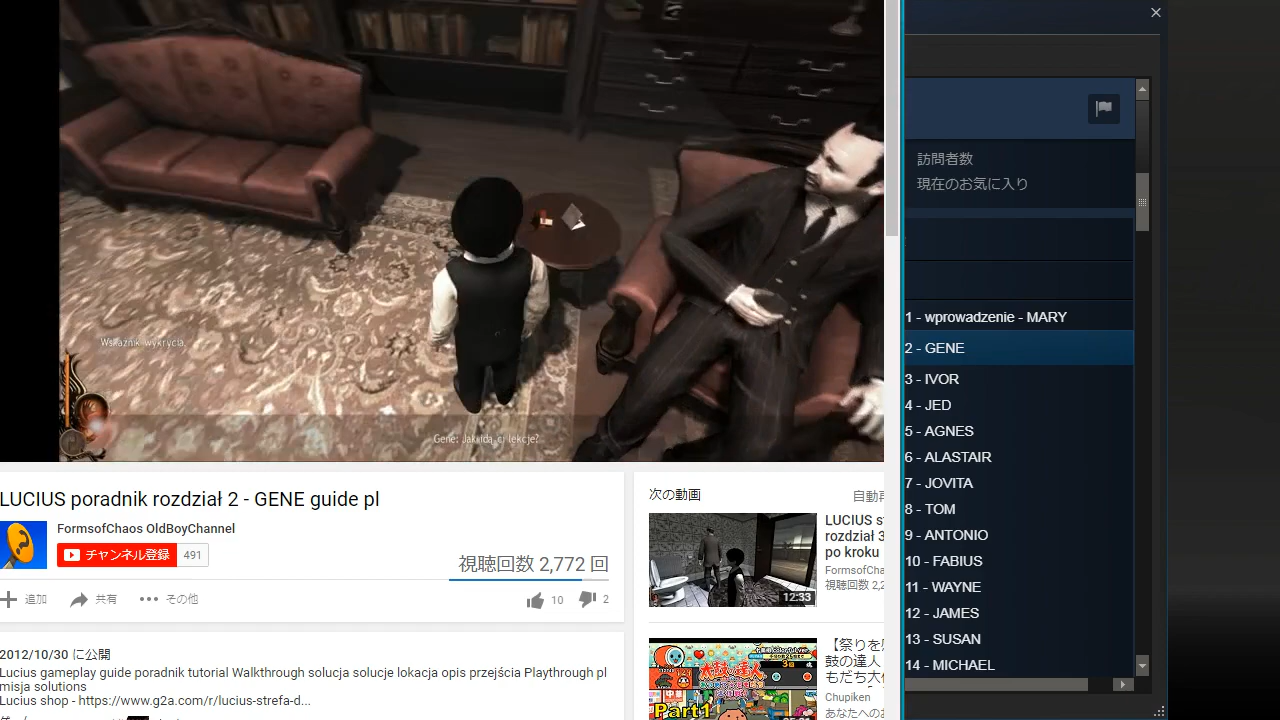 Wskaźnik wykrycia.
Gene: Jak idą ci lekcje?
LUCIUS poradnik rozdział 2 - GENE guide pl
FormsofChaos OldBoyChannel
チャンネル登録 491
視聴回数 2,772 回
追加 共有 その他 10 2
2012/10/30 に公開
Lucius gameplay guide poradnik tutorial Walkthrough solucja solucje lokacja opis przejścia Playthrough pl
misja solutions
Lucius shop - https://www.g2a.com/r/lucius-strefa-d...
次の動画 自動再
12:33
LUCIUS
rozdział 3
po kroku
FormsofCha
視聴回数 2,2
太鼓の達人
Part1
【祭りを
鼓の達人
もだち大
Chupiken
あなたへのお
訪問者数
現在のお気に入り
1 - wprowadzenie - MARY
2 - GENE
3 - IVOR
4 - JED
5 - AGNES
6 - ALASTAIR
7 - JOVITA
8 - TOM
9 - ANTONIO
10 - FABIUS
11 - WAYNE
12 - JAMES
13 - SUSAN
14 - MICHAEL